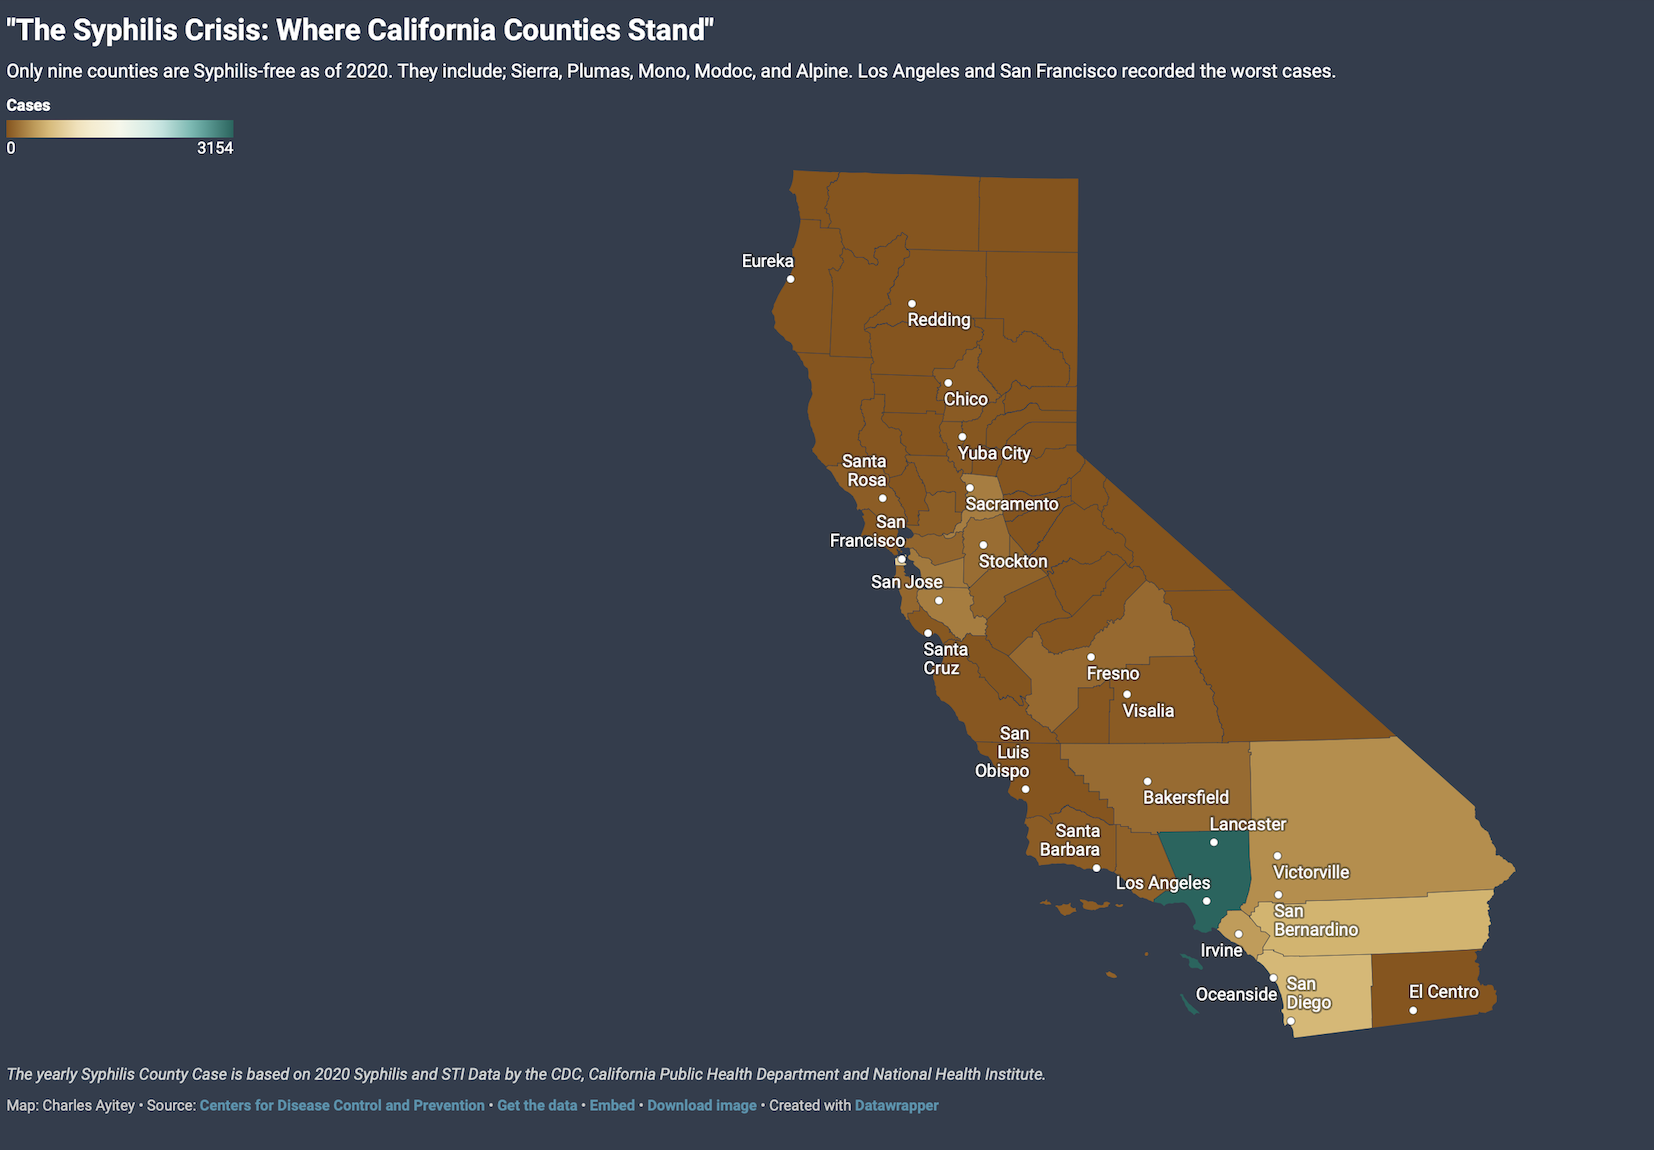 "The Syphilis Crisis: Where California Counties Stand"
Only nine counties are Syphilis-free as of 2020. They include; Sierra, Plumas, Mono, Modoc, and Alpine. Los Angeles and San Francisco recorded the worst cases.
Cases
0 3154
Eureka
Redding
Chico
Yuba City
Santa
Rosa
Sacramento
San
Francisco
Stockton
San Jose
Santa
Cruz
Fresno
Visalia
San
Luis
Obispo
Bakersfield
Lancaster
Santa
Barbara
Victorville
Los Angeles
San
Bernardino
Irvine
Oceanside
San
Diego
El Centro
The yearly Syphilis County Case is based on 2020 Syphilis and STI Data by the CDC, California Public Health Department and National Health Institute.
Map: Charles Ayitey • Source: Centers for Disease Control and Prevention • Get the data • Embed • Download image • Created with Datawrapper